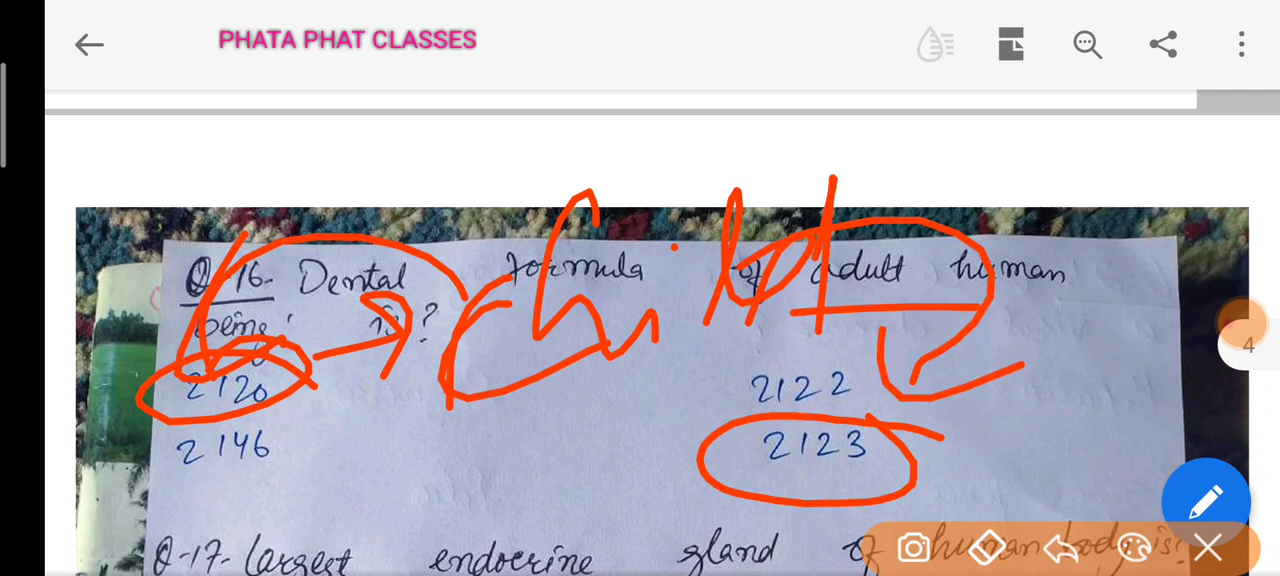 PHATA PHAT CLASSES
child
Q 16. Dental formula of adult human
being is ?
2120 2122
2146 2123
4
Q-17- largest endocrine gland of human body is?